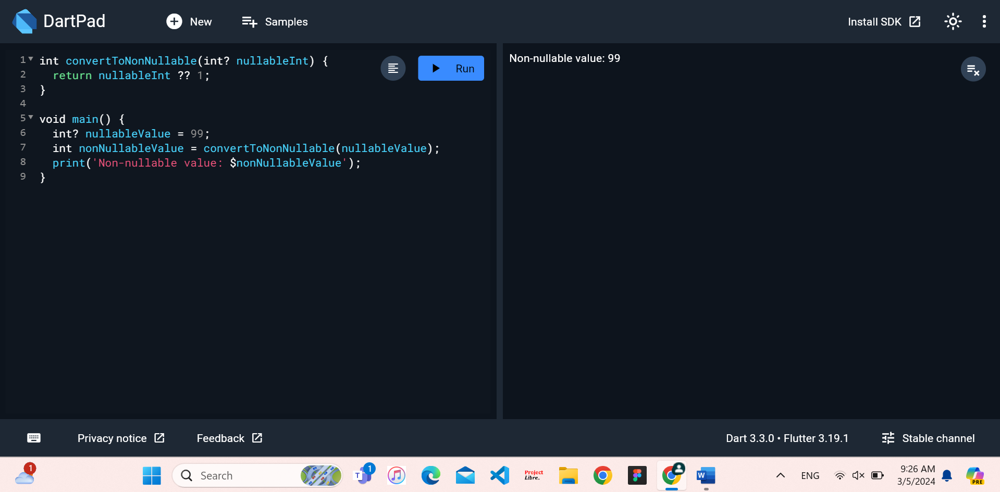 DartPad
New
Samples
Install SDK
1 int convertToNonNullable(int? nullableInt) {
2   return nullableInt ?? 1;
3 }
4
5 void main() {
6   int? nullableValue = 99;
7   int nonNullableValue = convertToNonNullable(nullableValue);
8   print('Non-nullable value: $nonNullableValue');
9 }
Run
Non-nullable value: 99
Privacy notice
Feedback
Dart 3.3.0 • Flutter 3.19.1
Stable channel
1
Search
T
1
Project
Libre..
W
ENG
9:26 AM
3/5/2024
PRE